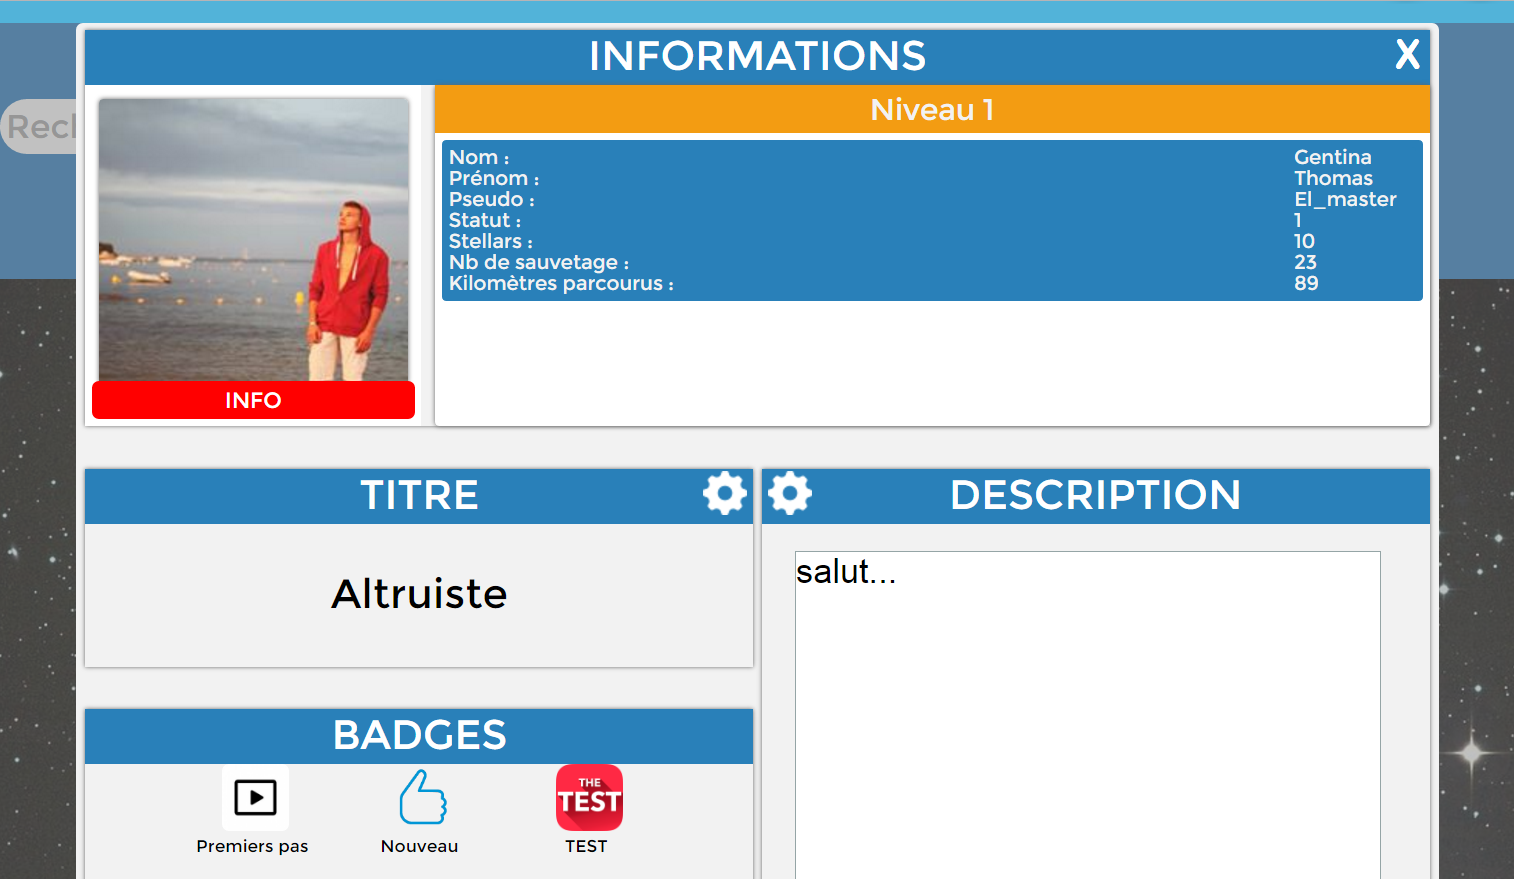 INFORMATIONS
X
Niveau 1
Nom : Gentina
Prénom : Thomas
Pseudo : El_master
Statut : 1
Stellars : 10
Nb de sauvetage : 23
Kilomètres parcourus : 89
INFO
TITRE
Altruiste
DESCRIPTION
salut...
BADGES
THE
TEST
Premiers pas
Nouveau
TEST